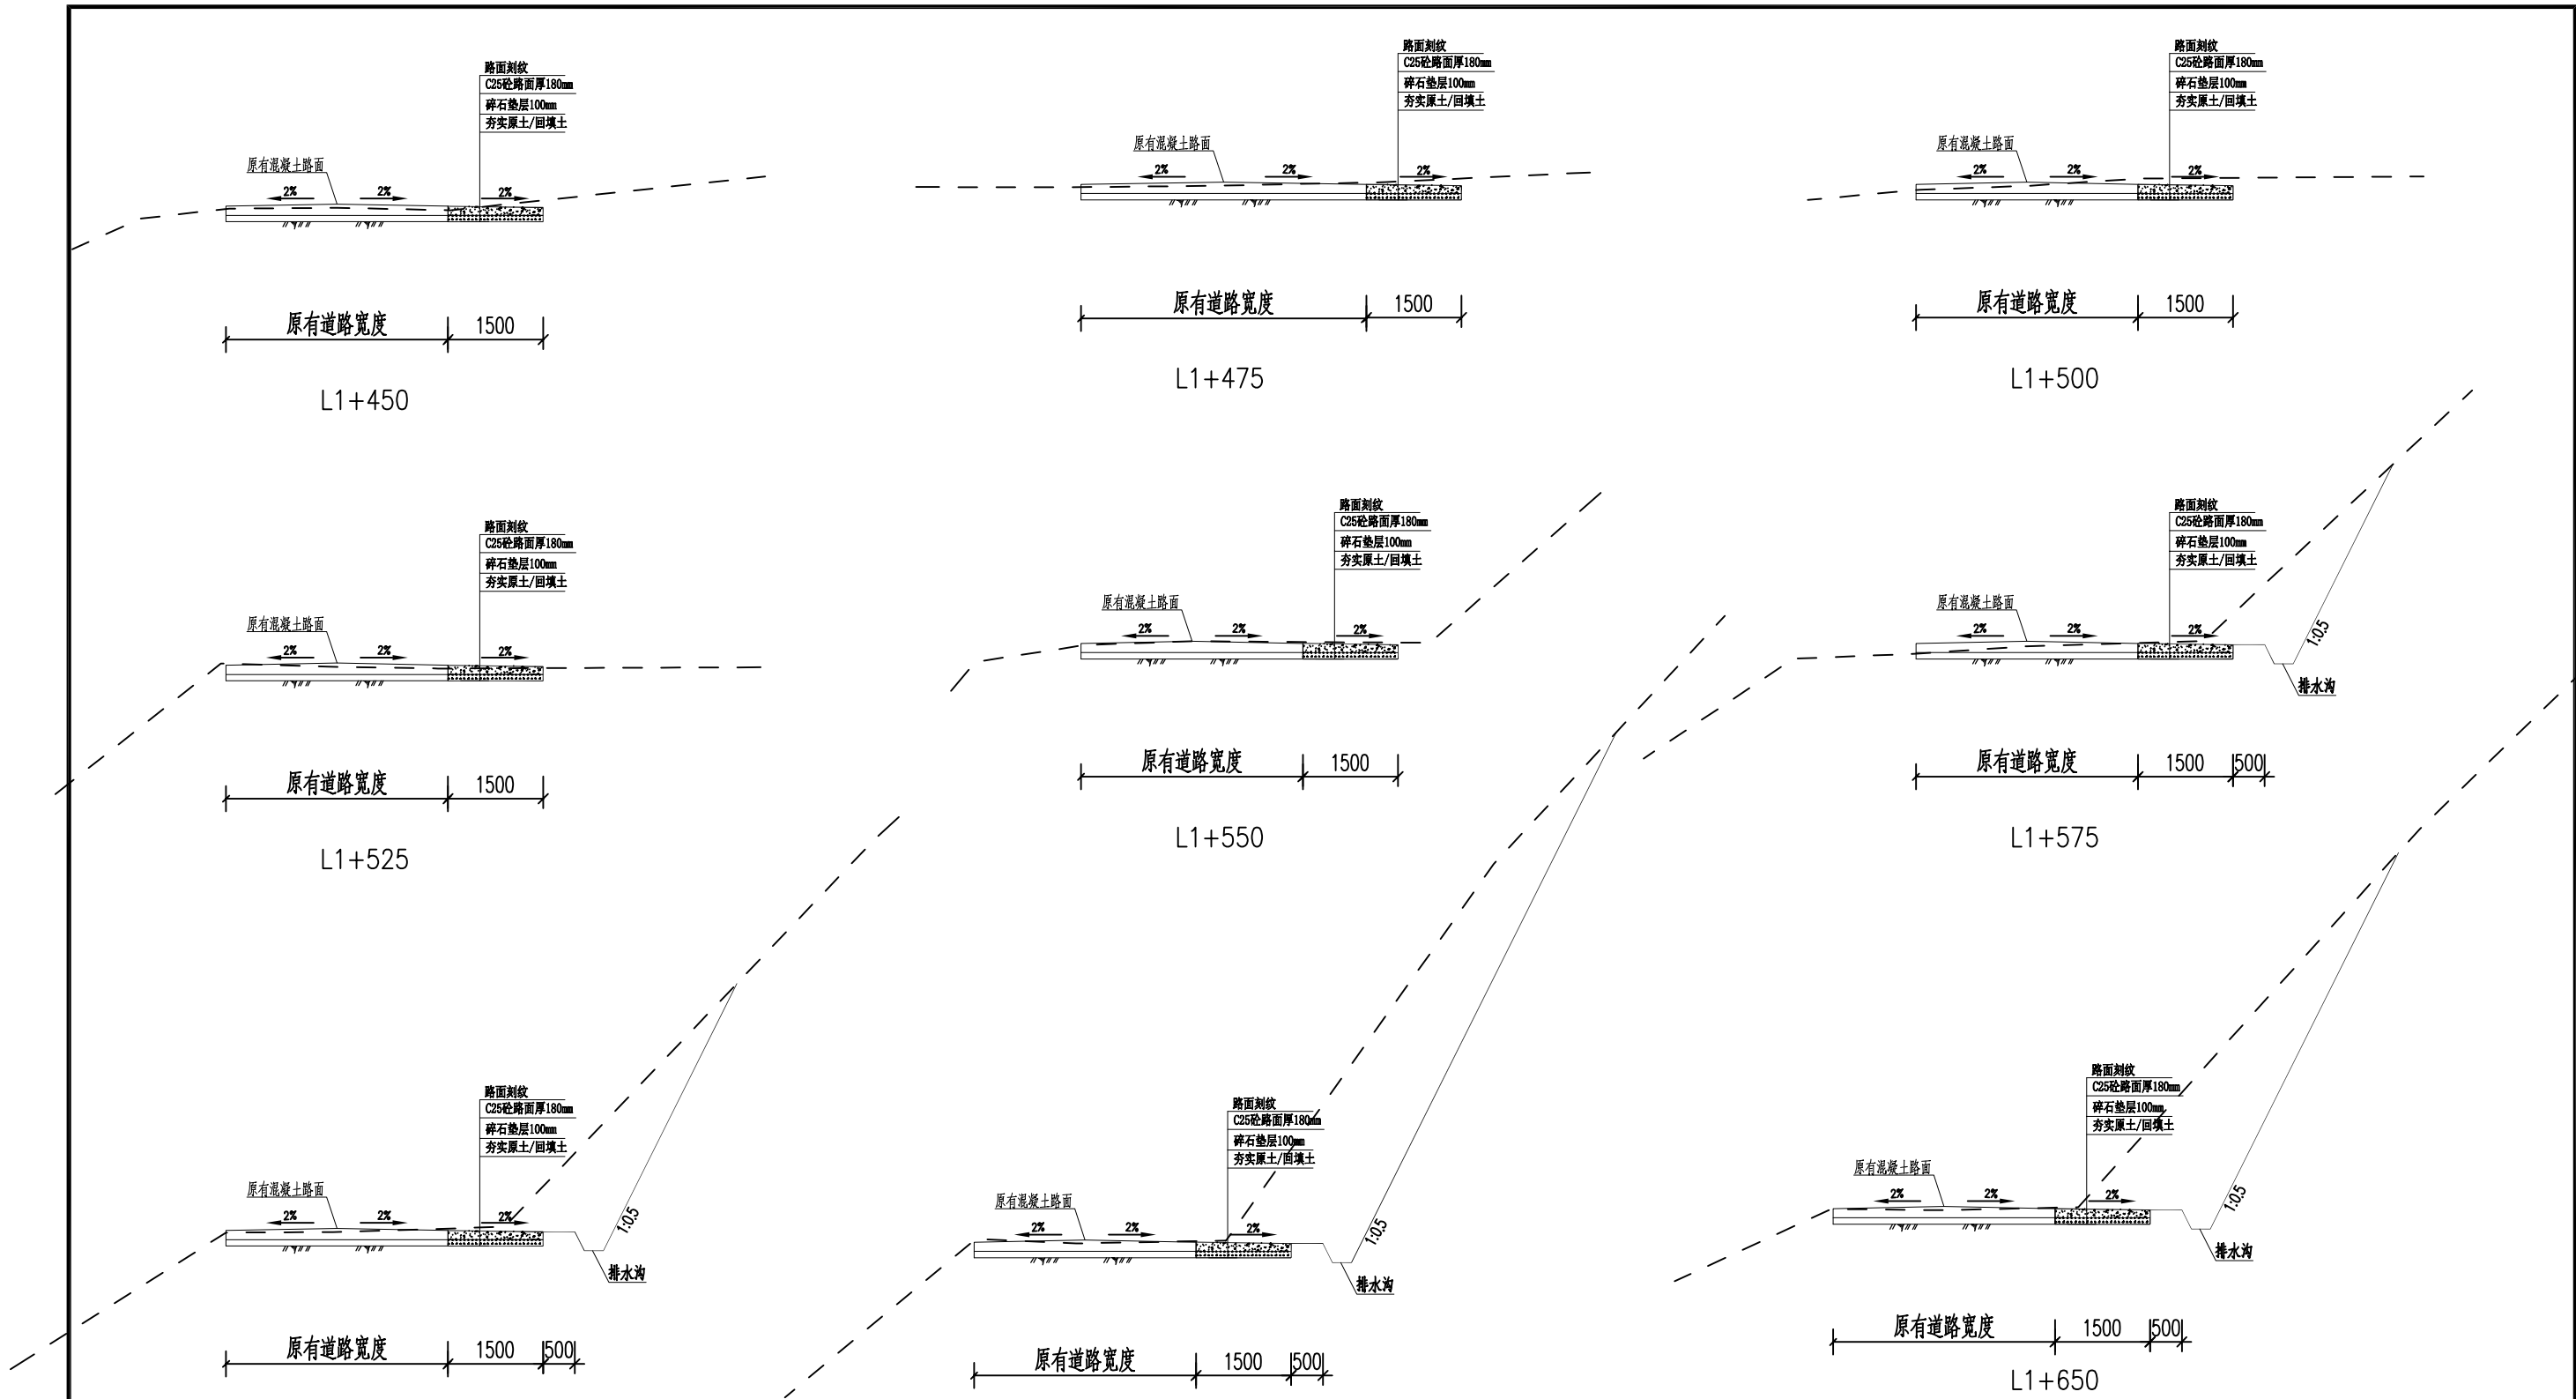 路面刻纹
C25砼路面厚180mm
碎石垫层100mm
夯实原土/回填土
原有混凝土路面
2%
2%
2%
原有道路宽度
1500
L1+450
路面刻纹
C25砼路面厚180mm
碎石垫层100mm
夯实原土/回填土
原有混凝土路面
2%
2%
2%
原有道路宽度
1500
L1+475
路面刻纹
C25砼路面厚180mm
碎石垫层100mm
夯实原土/回填土
原有混凝土路面
2%
2%
2%
原有道路宽度
1500
L1+500
路面刻纹
C25砼路面厚180mm
碎石垫层100mm
夯实原土/回填土
原有混凝土路面
2%
2%
2%
原有道路宽度
1500
L1+525
路面刻纹
C25砼路面厚180mm
碎石垫层100mm
夯实原土/回填土
原有混凝土路面
2%
2%
2%
原有道路宽度
1500
L1+550
路面刻纹
C25砼路面厚180mm
碎石垫层100mm
夯实原土/回填土
原有混凝土路面
2%
2%
2%
1:0.5
排水沟
原有道路宽度
1500
500
L1+575
路面刻纹
C25砼路面厚180mm
碎石垫层100mm
夯实原土/回填土
原有混凝土路面
2%
2%
2%
1:0.5
排水沟
原有道路宽度
1500
500
路面刻纹
C25砼路面厚180mm
碎石垫层100mm
夯实原土/回填土
原有混凝土路面
2%
2%
2%
1:0.5
排水沟
原有道路宽度
1500
500
路面刻纹
C25砼路面厚180mm
碎石垫层100mm
夯实原土/回填土
原有混凝土路面
2%
2%
2%
1:0.5
排水沟
原有道路宽度
1500
500
L1+650